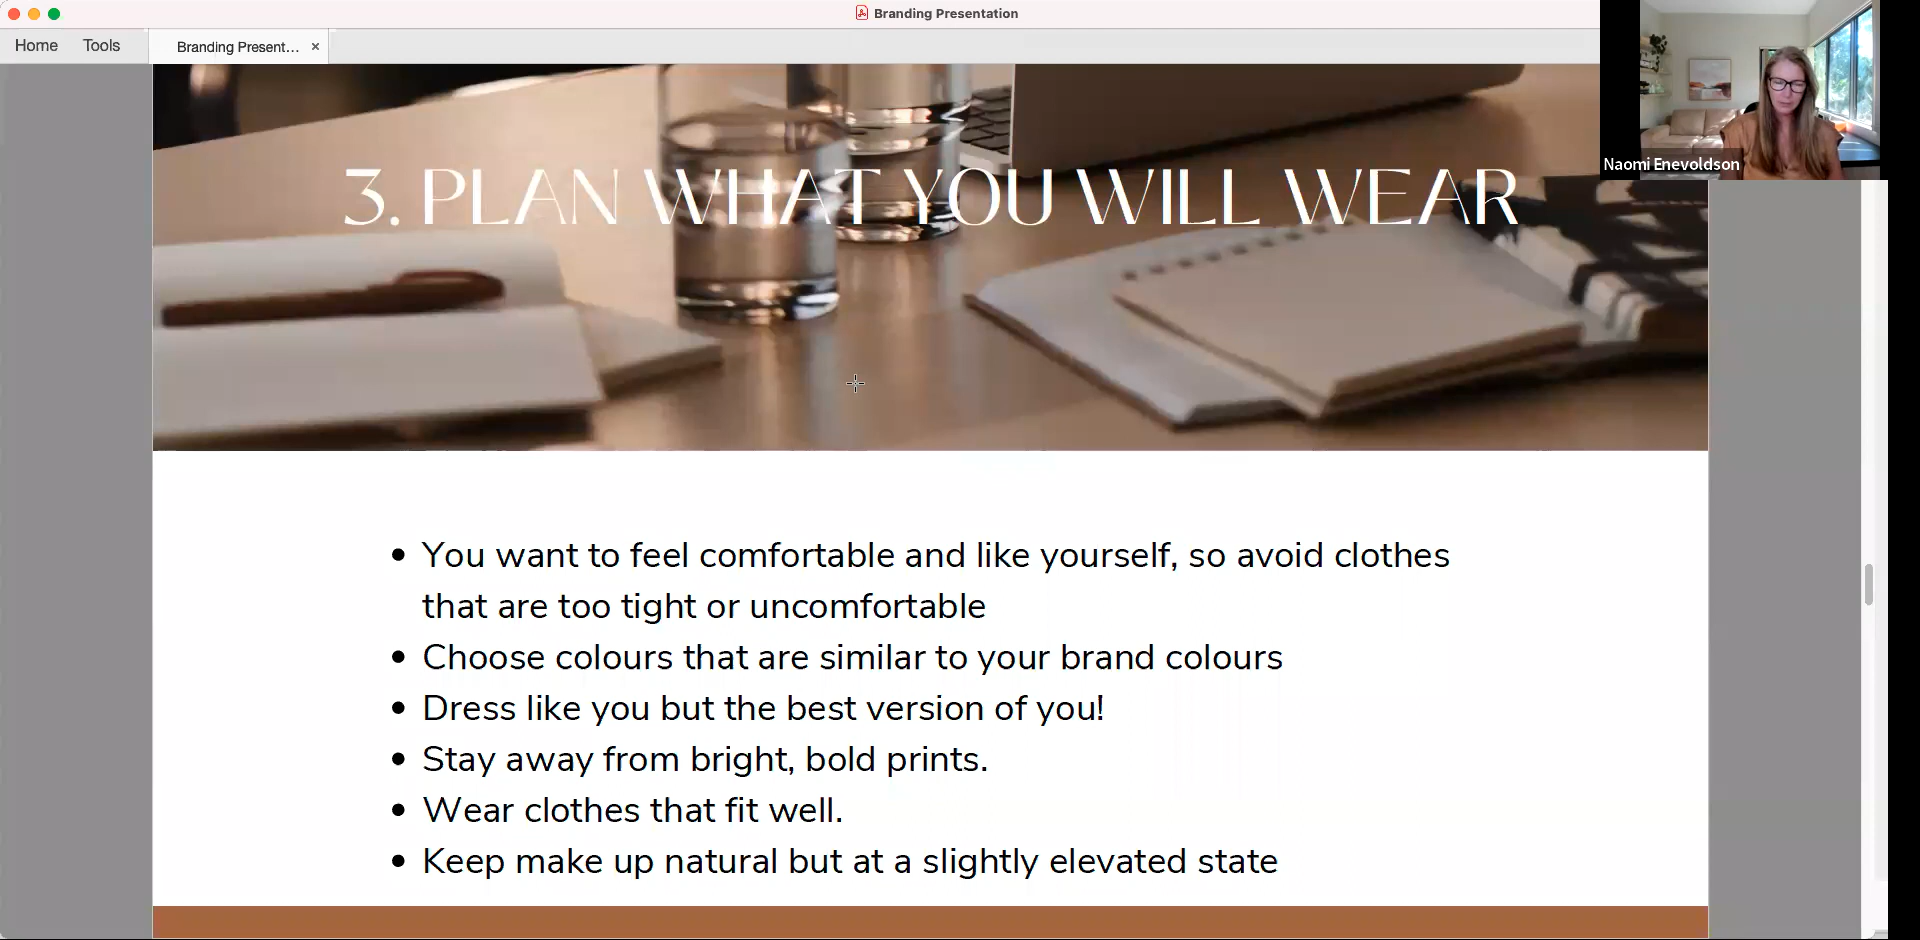 Branding Presentation
Home
Tools
Branding Present...
Naomi Enevoldson
3. PLAN WHAT YOU WILL WEAR
• You want to feel comfortable and like yourself, so avoid clothes
that are too tight or uncomfortable
• Choose colours that are similar to your brand colours
• Dress like you but the best version of you!
• Stay away from bright, bold prints.
• Wear clothes that fit well.
• Keep make up natural but at a slightly elevated state